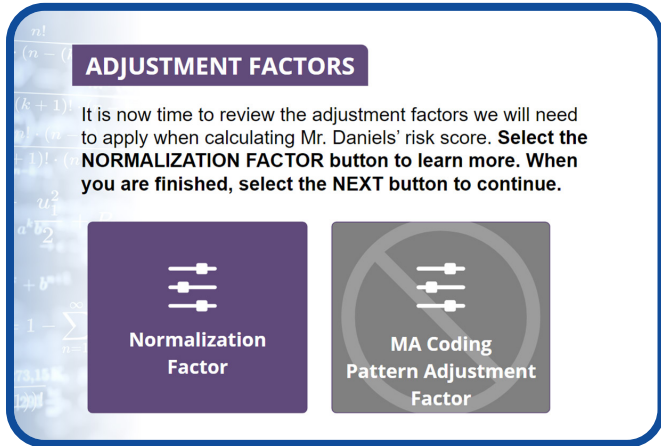 n!
ADJUSTMENT FACTORS
It is now time to review the adjustment factors we will need
to apply when calculating Mr. Daniels’ risk score. Select the
NORMALIZATION FACTOR button to learn more. When
you are finished, select the NEXT button to continue.
Normalization
Factor
MA Coding
Pattern Adjustment
Factor